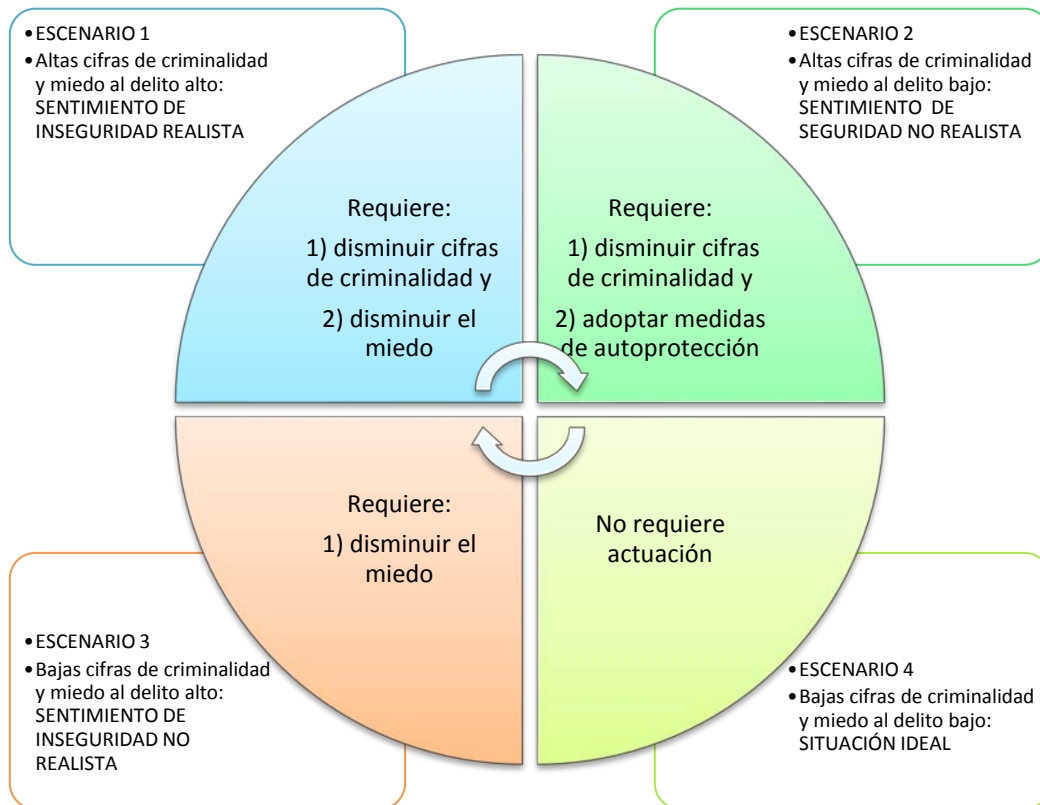 •ESCENARIO 1
•Altas cifras de criminalidad
y miedo al delito alto:
SENTIMIENTO DE
INSEGURIDAD REALISTA
•ESCENARIO 2
•Altas cifras de criminalidad
y miedo al delito bajo:
SENTIMIENTO DE
SEGURIDAD NO REALISTA
Requiere:
1) disminuir cifras
de criminalidad y
2) disminuir el
miedo
Requiere:
1) disminuir cifras
de criminalidad y
2) adoptar medidas
de autoprotección
Requiere:
1) disminuir el
miedo
No requiere
actuación
•ESCENARIO 3
•Bajas cifras de criminalidad
y miedo al delito alto:
SENTIMIENTO DE
INSEGURIDAD NO
REALISTA
•ESCENARIO 4
•Bajas cifras de criminalidad
y miedo al delito bajo:
SITUACIÓN IDEAL